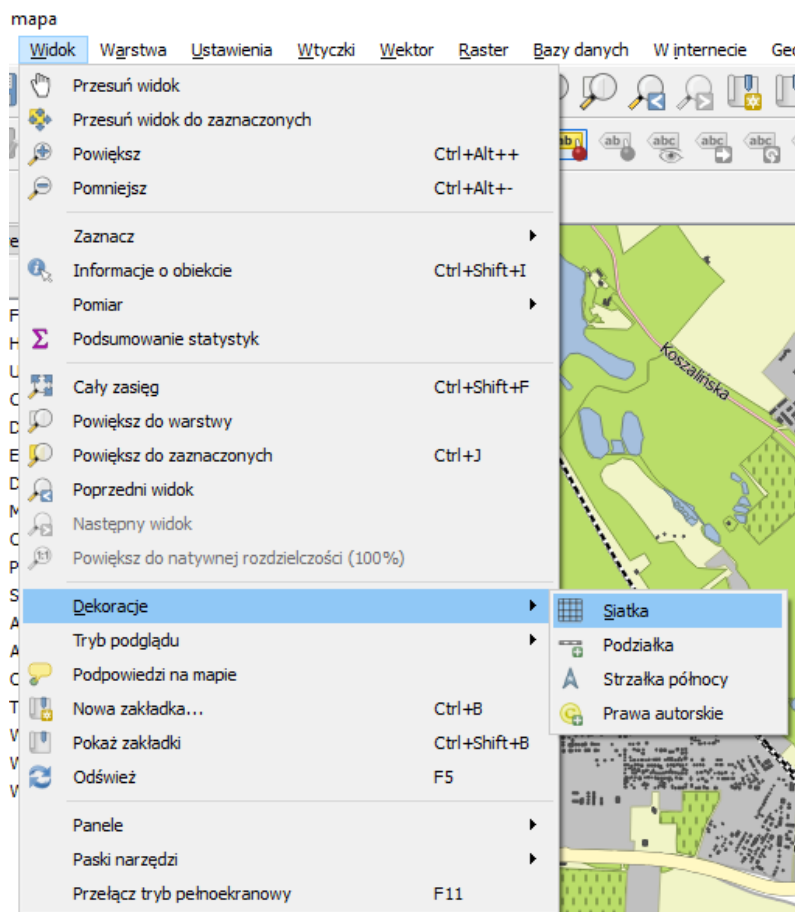 mapa
Widok Warstwa Ustawienia Wtyczki Wektor Raster Bazy danych W internecie
Przesuń widok
Przesuń widok do zaznaczonych
Powiększ Ctrl+Alt++
Pomniejsz Ctrl+Alt+-
Zaznacz
Informacje o obiekcie Ctrl+Shift+I
Pomiar
Podsumowanie statystyk
Cały zasięg Ctrl+Shift+F
Powiększ do warstwy
Powiększ do zaznaczonych Ctrl+J
Poprzedni widok
Następny widok
Powiększ do natywnej rozdzielczości (100%)
Dekoracje
Tryb podglądu
Podpowiedzi na mapie
Nowa zakładka... Ctrl+B
Pokaż zakładki Ctrl+Shift+B
Odśwież F5
Panele
Paski narzędzi
Przełącz tryb pełnoekranowy F11
Siatka
Podziałka
Strzałka północy
Prawa autorskie
Koszalińska